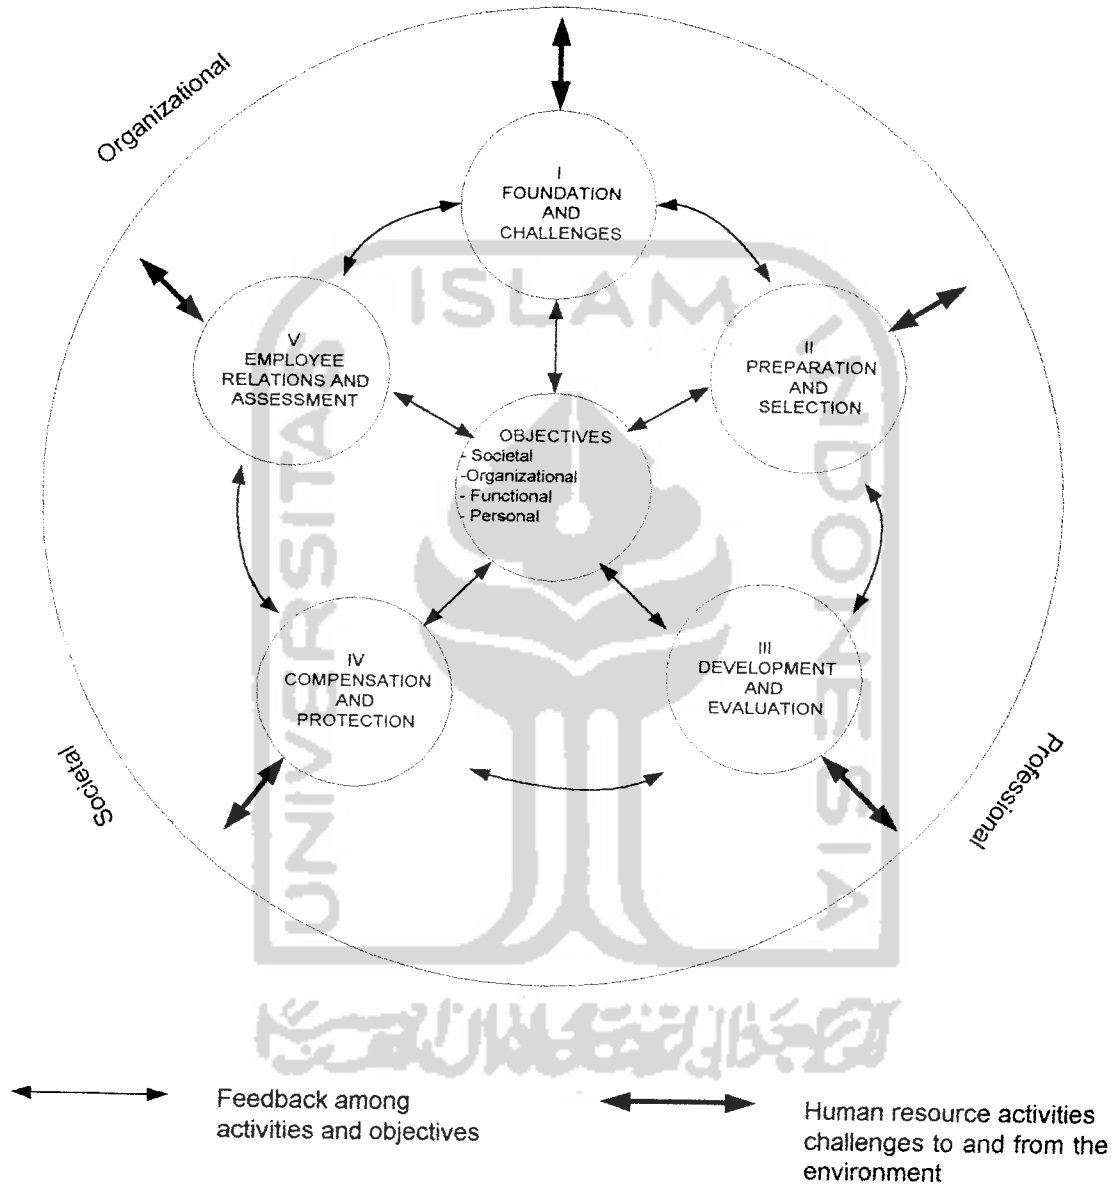 Organizational
I
FOUNDATION
AND
CHALLENGES
V
EMPLOYEE
RELATIONS AND
ASSESSMENT
II
PREPARATION
AND
SELECTION
OBJECTIVES
- Societal
-Organizational
- Functional
- Personal
IV
COMPENSATION
AND
PROTECTION
III
DEVELOPMENT
AND
EVALUATION
Societal
Professional
UNIVERSITAS
ISLAM
INDONESIA
Feedback among
activities and objectives
Human resource activities
challenges to and from the
environment